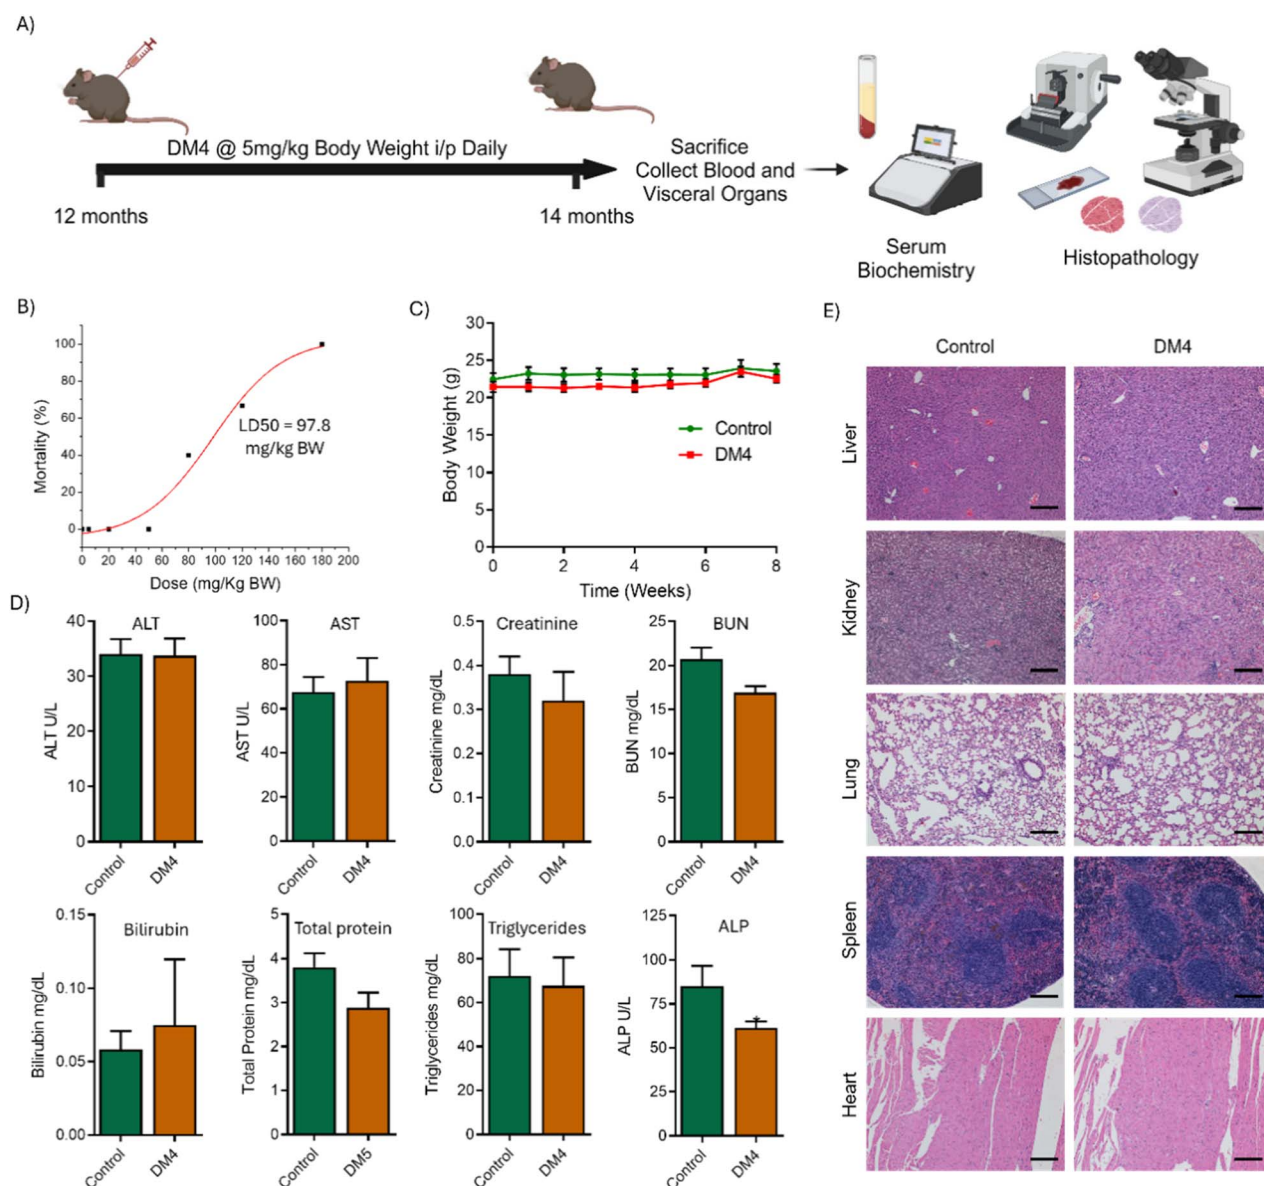 A)
DM4 @ 5mg/kg Body Weight i/p Daily
12 months
14 months
Sacrifice
Collect Blood and
Visceral Organs
Serum
Biochemistry
Histopathology
B)
Mortality (%)
100
80
60
40
20
0
LD50 = 97.8
mg/kg BW
0 20 40 60 80 100 120 140 160 180 200
Dose (mg/Kg BW)
C)
Body Weight (g)
30
25
20
15
10
5
0
Control
DM4
0 2 4 6 8
Time (Weeks)
D)
ALT
ALT U/L
40
30
20
10
0
Control
DM4
AST
AST U/L
100
80
60
40
20
0
Control
DM4
Creatinine
Creatinine mg/dL
0.5
0.4
0.3
0.2
0.1
0.0
Control
DM4
BUN
BUN mg/dL
25
20
15
10
5
0
Control
DM4
Bilirubin
Bilirubin mg/dL
0.15
0.10
0.05
0.00
Control
DM4
Total protein
Total Protein mg/dL
5
4
3
2
1
0
Control
DM5
Triglycerides
Triglycerides mg/dL
100
80
60
40
20
0
Control
DM4
ALP
ALP U/L
125
100
75
50
25
0
*
Control
DM4
E)
Control DM4
Liver
Kidney
Lung
Spleen
Heart